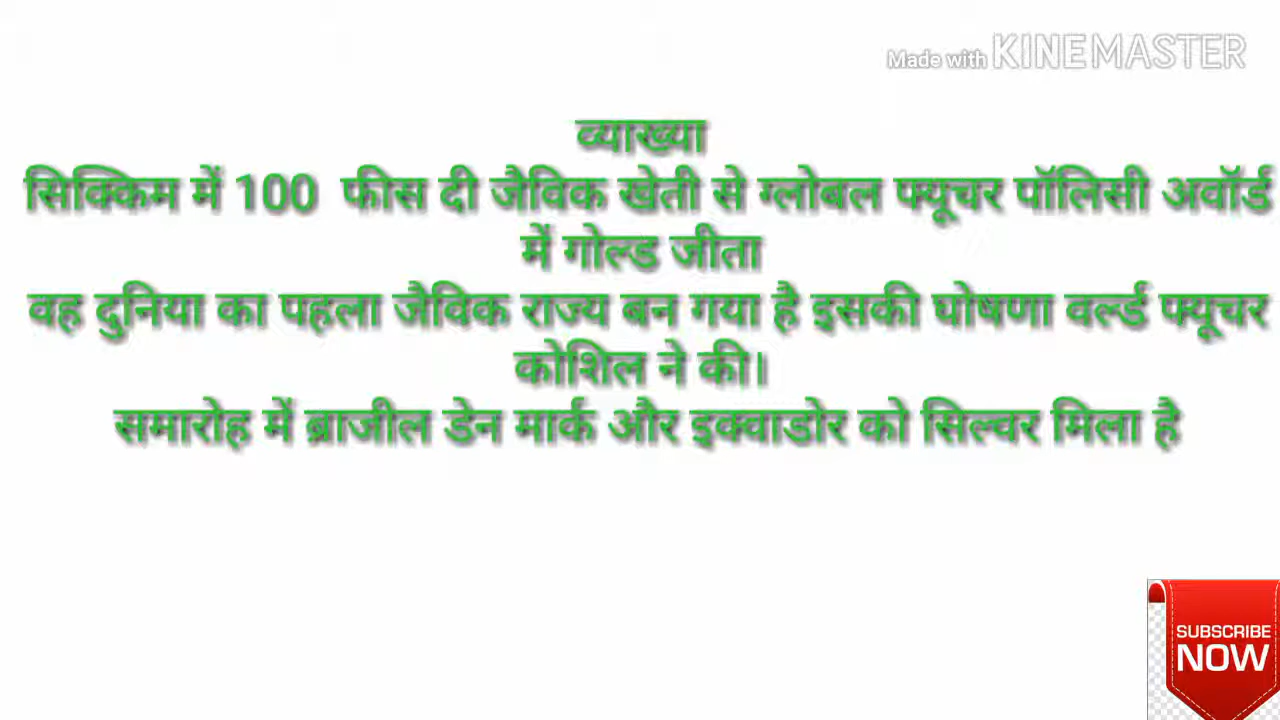 Made with KINEMASTER
व्याख्या
सिक्किम में 100 फीस दी जैविक खेती से ग्लोबल फ्यूचर पॉलिसी अवॉर्ड
में गोल्ड जीता
वह दुनिया का पहला जैविक राज्य बन गया है इसकी घोषणा वर्ल्ड फ्यूचर
कोशिल ने की।
समारोह में ब्राजील डेन मार्क और इक्वाडोर को सिल्वर मिला है
SUBSCRIBE
NOW